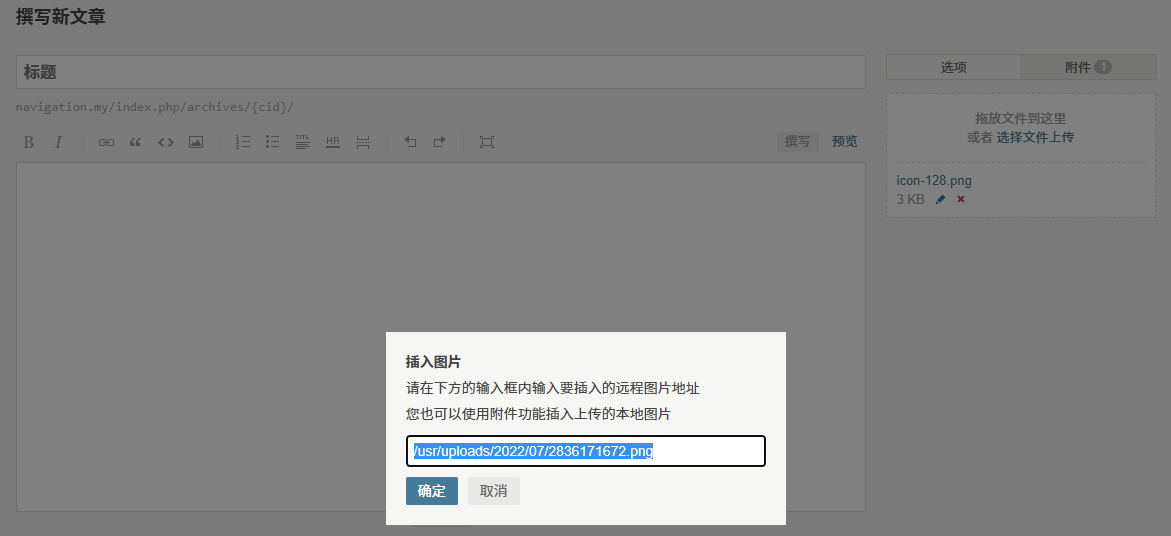 撰写新文章
标题
navigation.my/index.php/archives/{cid}/
B I TITL HR 撰写 预览
选项 附件 1
拖放文件到这里
或者 选择文件上传
icon-128.png
3 KB
插入图片
请在下方的输入框内输入要插入的远程图片地址
您也可以使用附件功能插入上传的本地图片
/usr/uploads/2022/07/2836171672.png
确定 取消